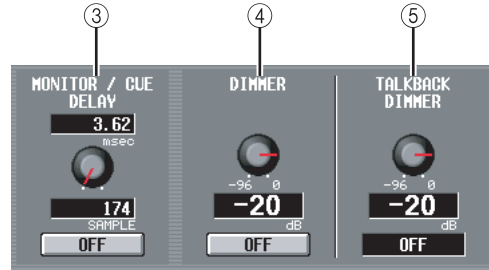 ③ ④ ⑤
MONITOR / CUE
DELAY
3.62
msec
174
SAMPLE
OFF
DIMMER
-96 0
-20
dB
OFF
TALKBACK
DIMMER
-96 0
-20
dB
OFF